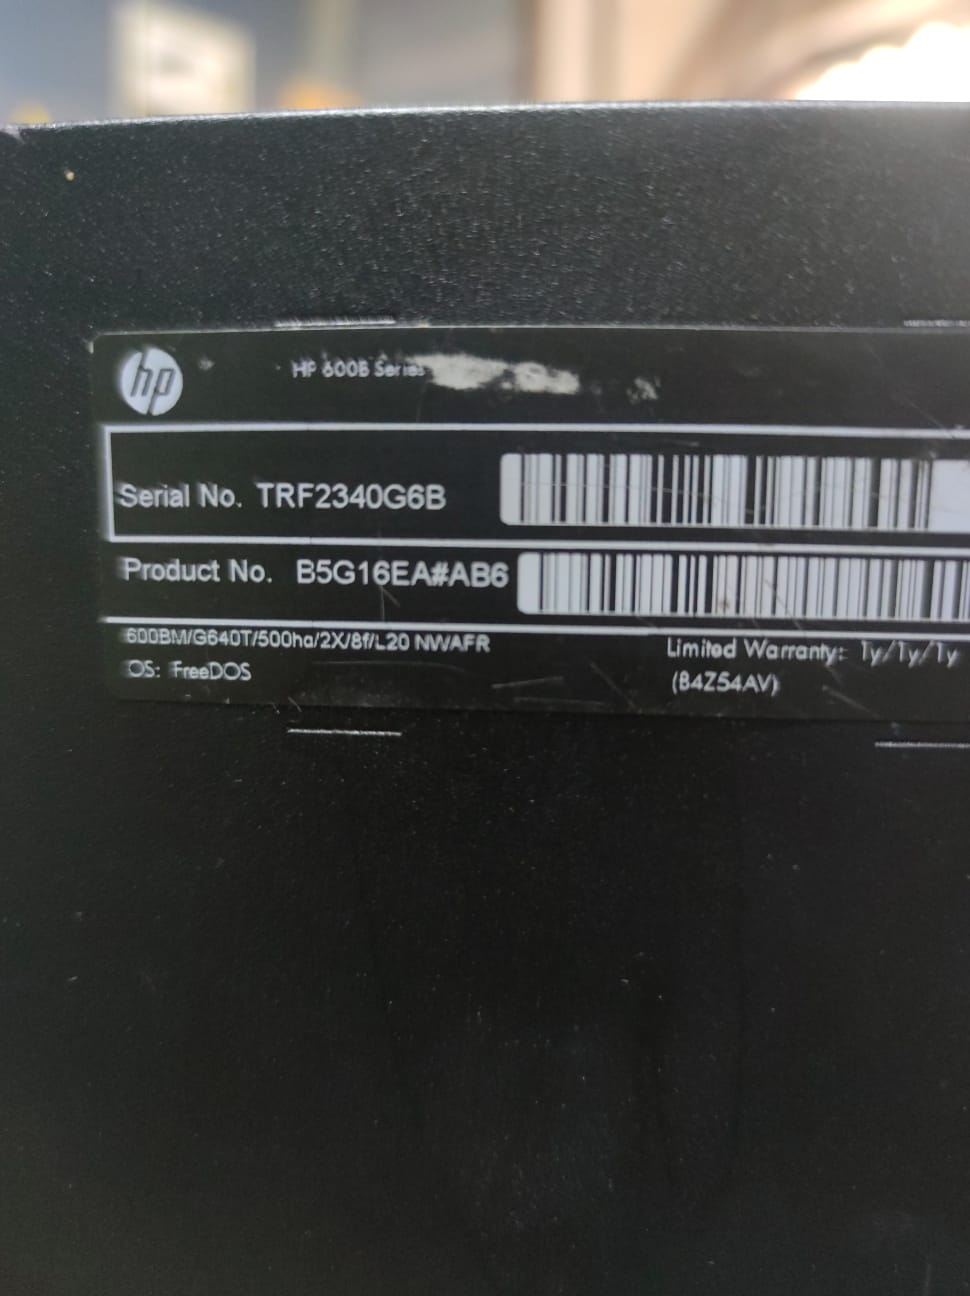 hp
HP 600B Series
Serial No. TRF2340G6B
Product No. B5G16EA#AB6
600BM/G640T/500ha/2X/8f/L20 NWAFR
Limited Warranty: 1y/1y/1y
OS: FreeDOS
(B4Z54AV)